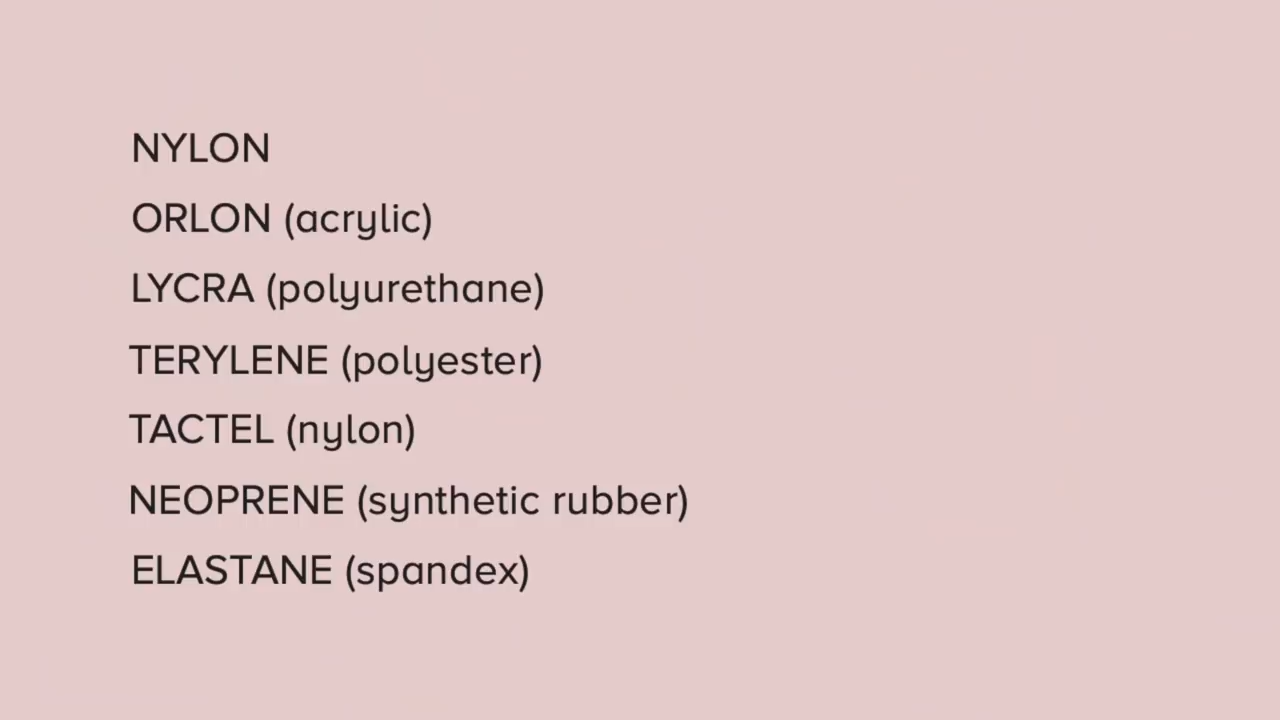 NYLON
ORLON (acrylic)
LYCRA (polyurethane)
TERYLENE (polyester)
TACTEL (nylon)
NEOPRENE (synthetic rubber)
ELASTANE (spandex)